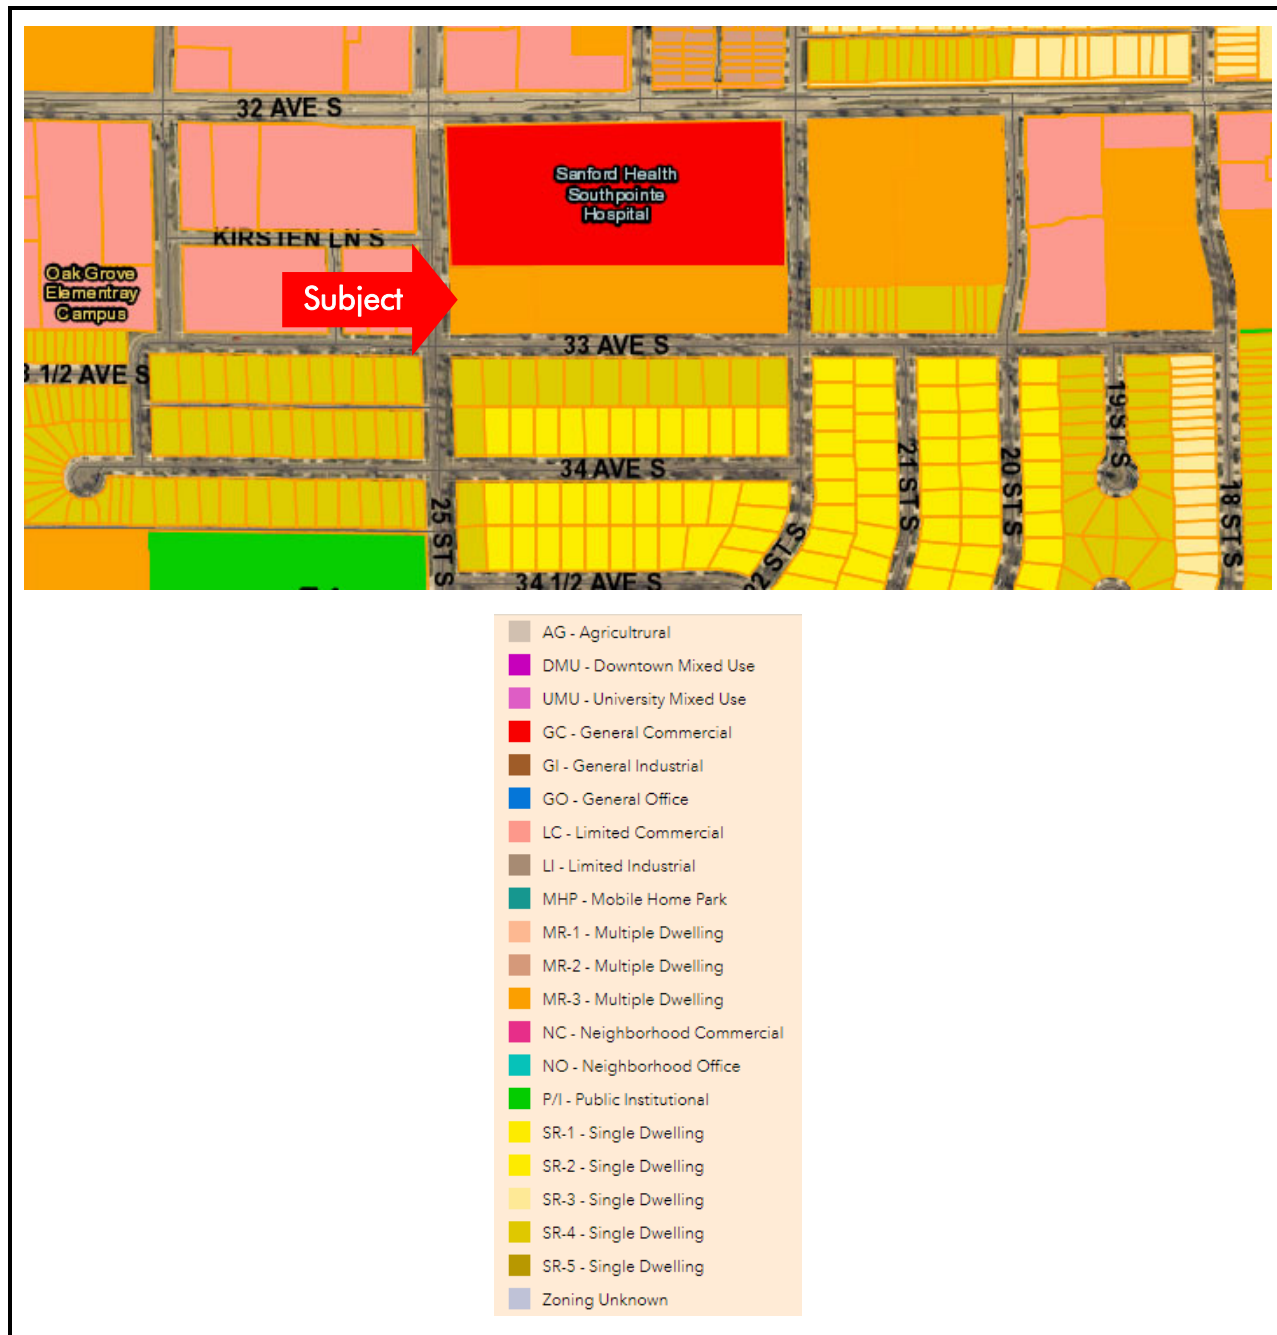 32 AVE S
Sanford Health
Southpointe
Hospital
KIRSTEN LN S
Oak Grove
Elementray
Campus
Subject
33 AVE S
1/2 AVE S
19 ST S
21 ST S
20 ST S
34 AVE S
18 ST S
25 ST S
22 ST S
34 1/2 AVE S
AG - Agricultrural
DMU - Downtown Mixed Use
UMU - University Mixed Use
GC - General Commercial
GI - General Industrial
GO - General Office
LC - Limited Commercial
LI - Limited Industrial
MHP - Mobile Home Park
MR-1 - Multiple Dwelling
MR-2 - Multiple Dwelling
MR-3 - Multiple Dwelling
NC - Neighborhood Commercial
NO - Neighborhood Office
P/I - Public Institutional
SR-1 - Single Dwelling
SR-2 - Single Dwelling
SR-3 - Single Dwelling
SR-4 - Single Dwelling
SR-5 - Single Dwelling
Zoning Unknown